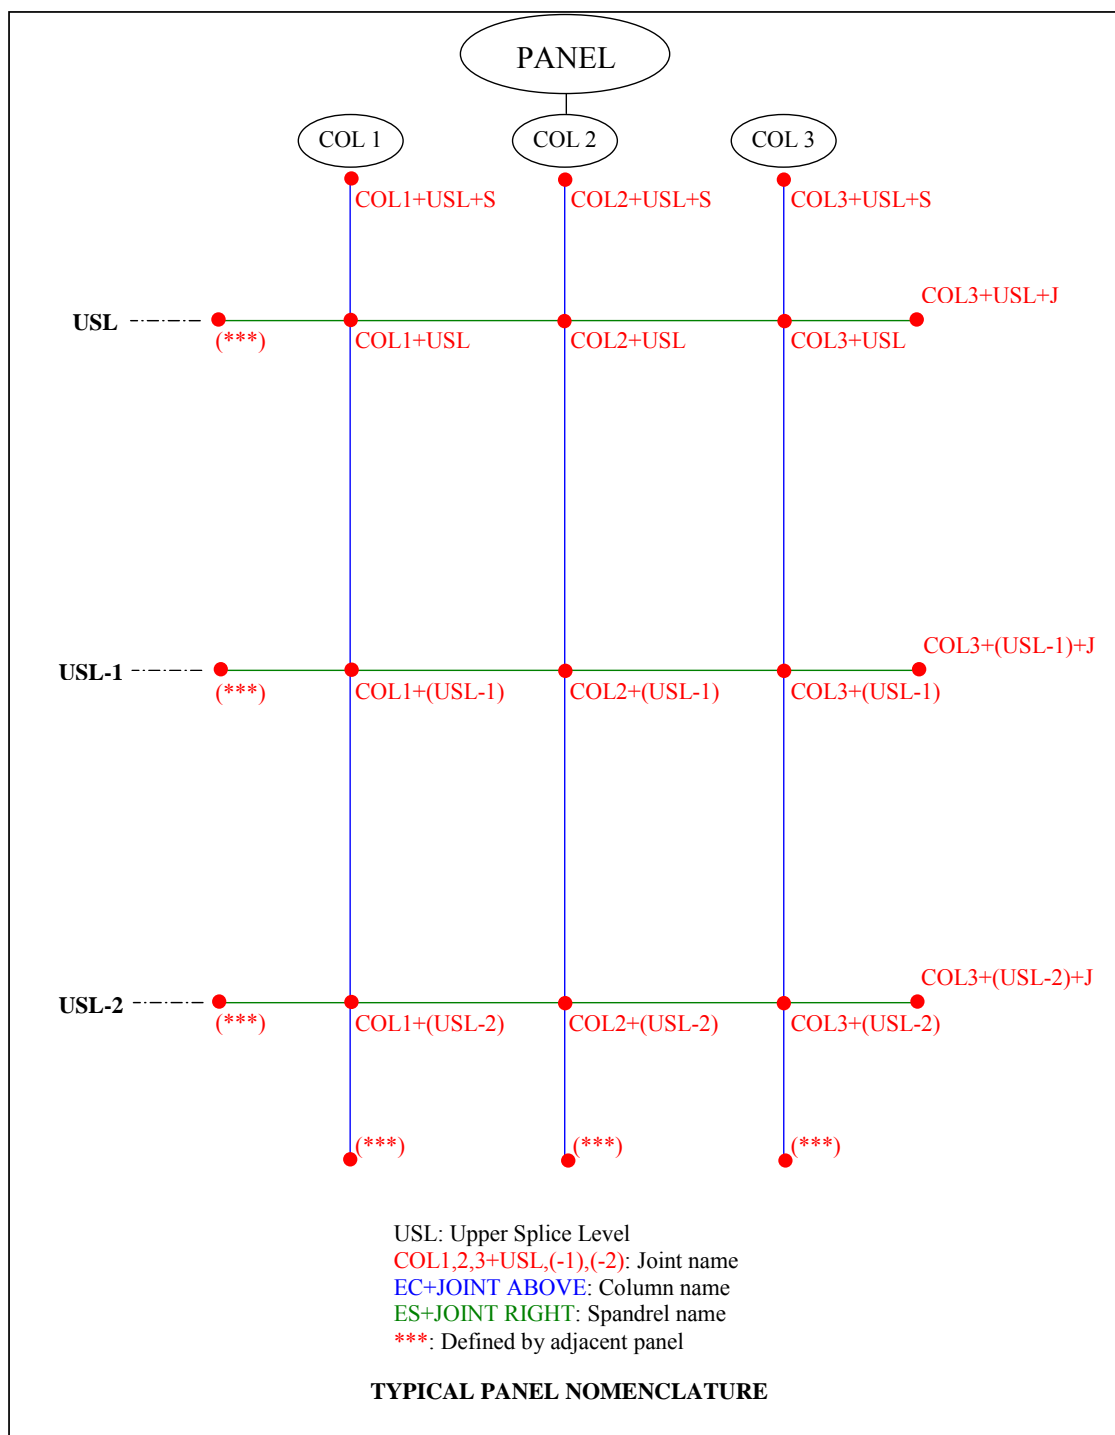 PANEL
COL 1 COL 2 COL 3
COL1+USL+S COL2+USL+S COL3+USL+S
COL3+USL+J
USL
(***) COL1+USL COL2+USL COL3+USL
COL3+(USL-1)+J
USL-1
(***) COL1+(USL-1) COL2+(USL-1) COL3+(USL-1)
COL3+(USL-2)+J
USL-2
(***) COL1+(USL-2) COL2+(USL-2) COL3+(USL-2)
(***) (***) (***)
USL: Upper Splice Level
COL1,2,3+USL,(-1),(-2): Joint name
EC+JOINT ABOVE: Column name
ES+JOINT RIGHT: Spandrel name
***: Defined by adjacent panel
TYPICAL PANEL NOMENCLATURE